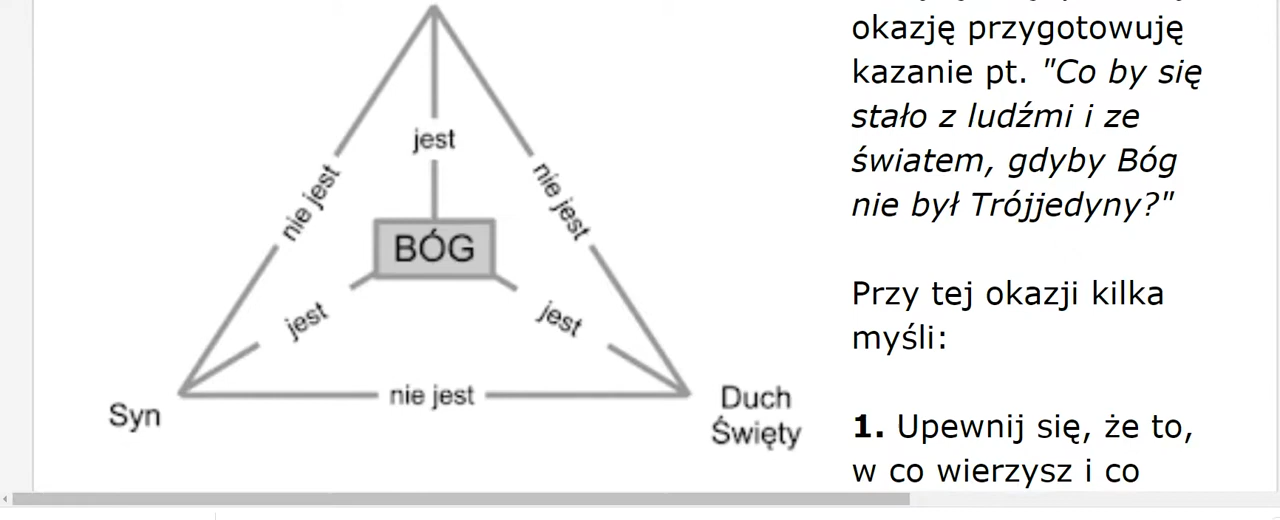 jest
nie jest
nie jest
BÓG
jest
jest
nie jest
Syn
Duch
Święty
okazję przygotowuję
kazanie pt. "Co by się
stało z ludźmi i ze
światem, gdyby Bóg
nie był Trójjedyny?"
Przy tej okazji kilka
myśli:
1. Upewnij się, że to,
w co wierzysz i co